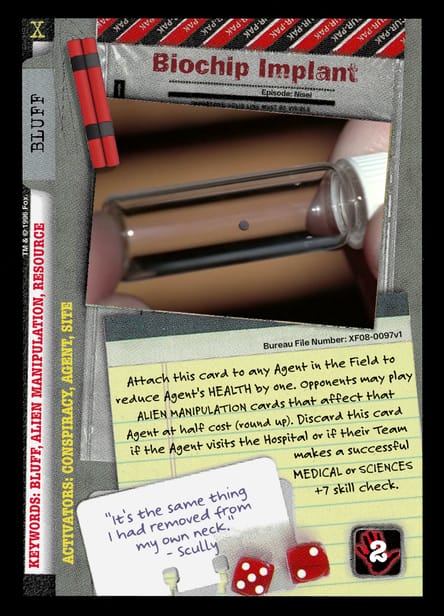 X
BLUFF
TM & © 1996 Fox.
KEYWORDS: BLUFF, ALIEN MANIPULATION, RESOURCE
ACTIVATORS: CONSPIRACY, AGENT, SITE
Biochip Implant
Episode: Nisei
Bureau File Number: XF08-0097v1
Attach this card to any Agent in the Field to
reduce Agent's HEALTH by one. Opponents may play
ALIEN MANIPULATION cards that affect that
Agent at half cost (round up). Discard this card
if the Agent visits the Hospital or if their Team
makes a successful
MEDICAL or SCIENCES
+7 skill check.
"It's the same thing
I had removed from
my own neck."
- Scully
2